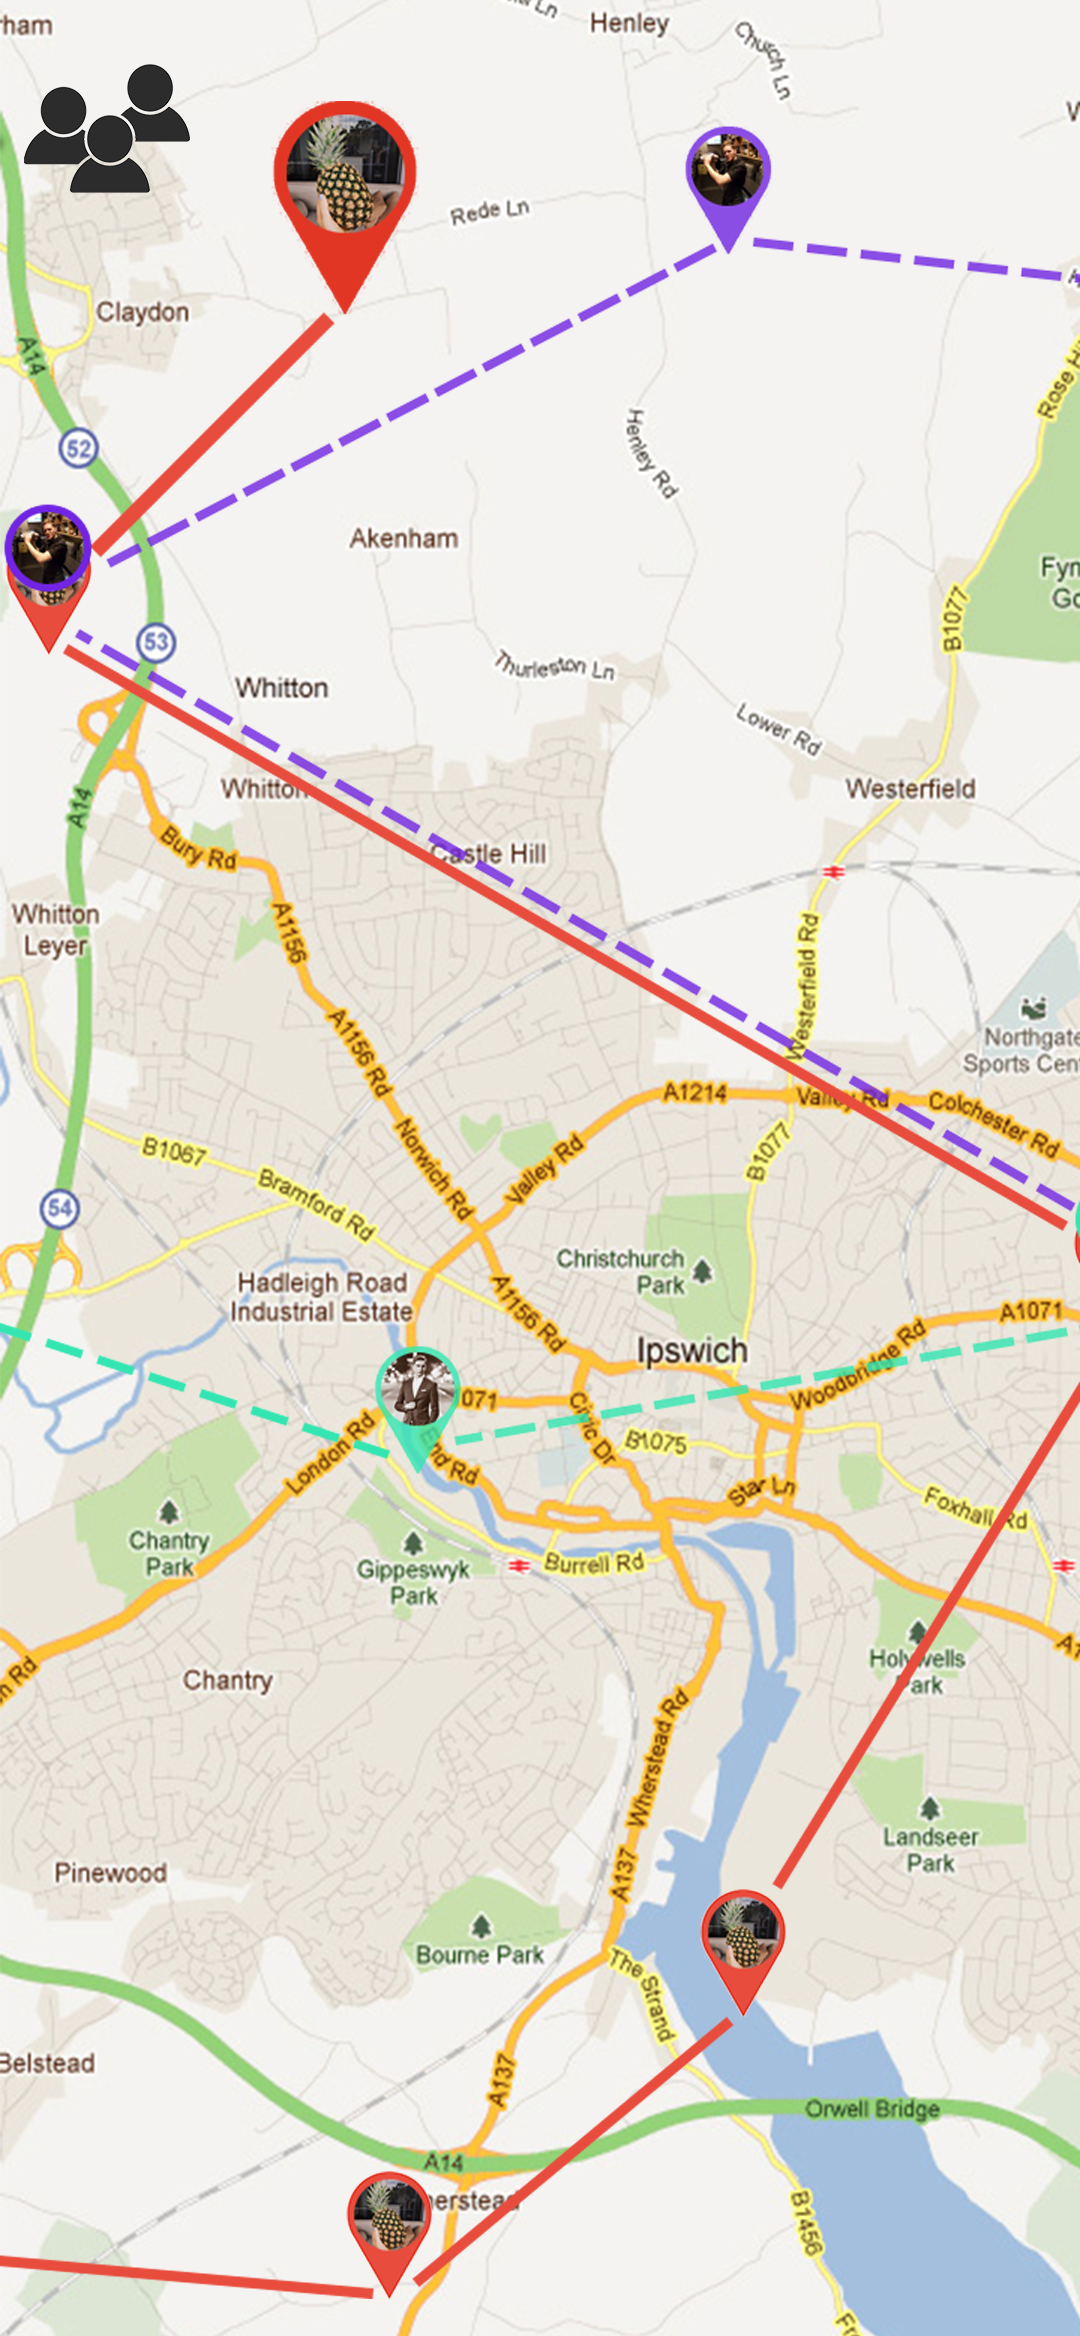 Ln
Henley
Church Ln
Rede Ln
Claydon
A14
Rose
52
Henley Rd
Akenham
B1077
53
Thurleston Ln
Whitton
Lower Rd
Whitton
Westerfield
A14
Bury Rd
Castle Hill
Whitton
Leyer
A1156
Westerfield Rd
Northgate
Sports Cen
A1156 Rd
A1214
Valley Rd
Colchester Rd
Norwich Rd
B1067
Valley Rd
B1077
Bramford Rd
54
Christchurch
Park
Hadleigh Road
Industrial Estate
A1156 Rd
A1071
Ipswich
Woodbridge Rd
071
Civic Dr
London Rd
nd Rd
B1075
Star Ln
Foxhall Rd
Chantry
Park
Gippeswyk
Park
Burrell Rd
Holywells
Park
n Rd
Chantry
Wherstead Rd
Landseer
Park
Pinewood
A137
Bourne Park
The Strand
Belstead
A137
Orwell Bridge
A14
herstead
B1456